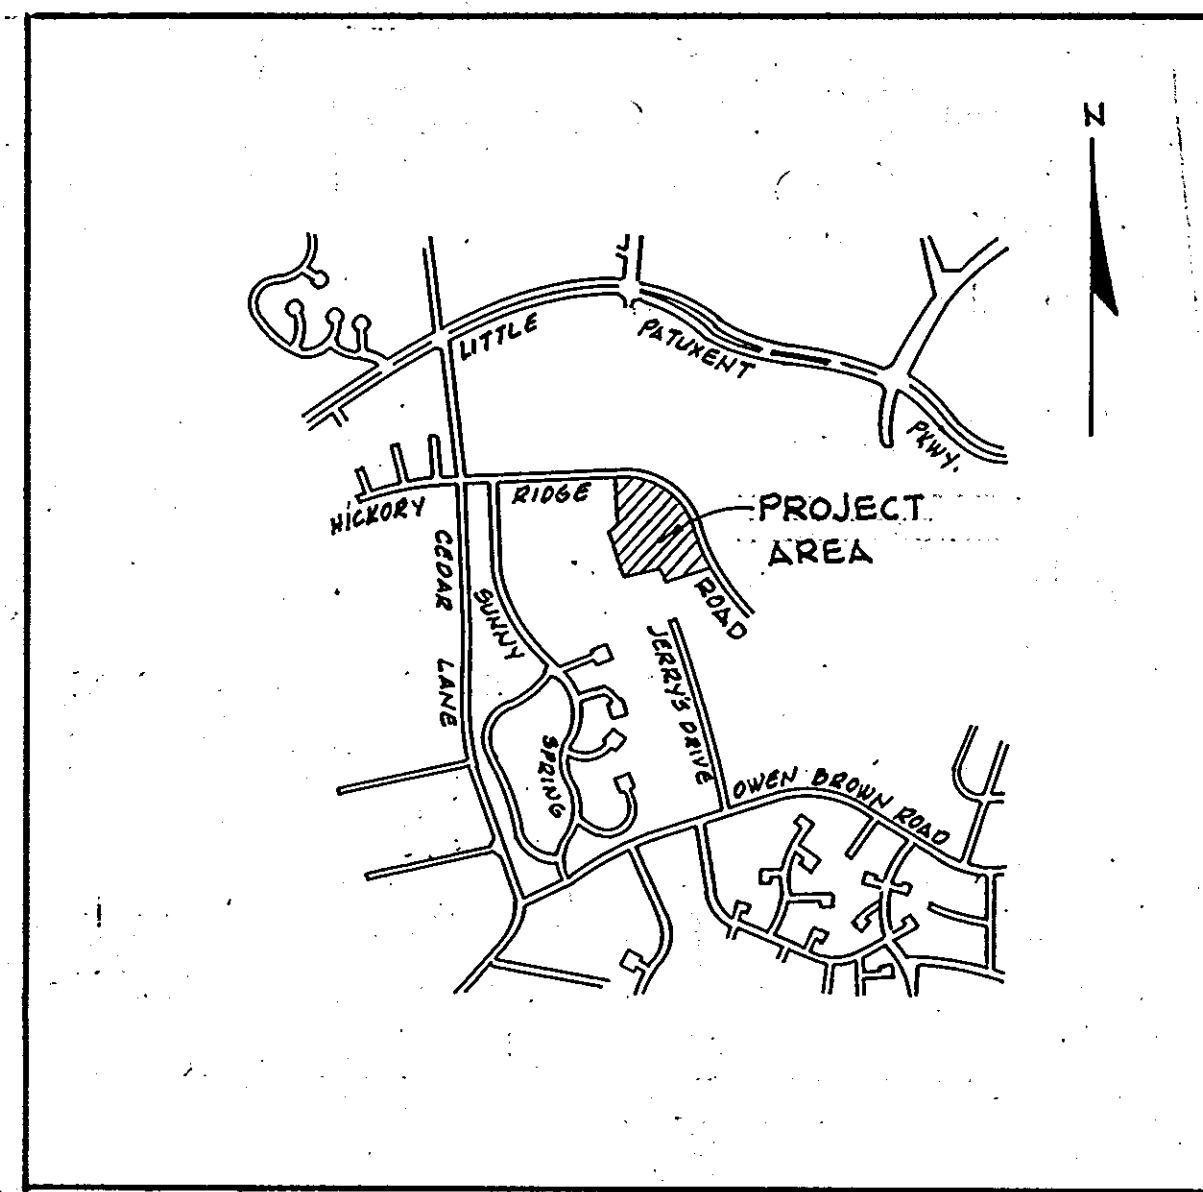 N
LITTLE
PATUXENT
PKWY.
HICKORY
RIDGE
ROAD
PROJECT
AREA
CEDAR
LANE
SUNNY
SPRING
JERRY'S DRIVE
OWEN BROWN ROAD